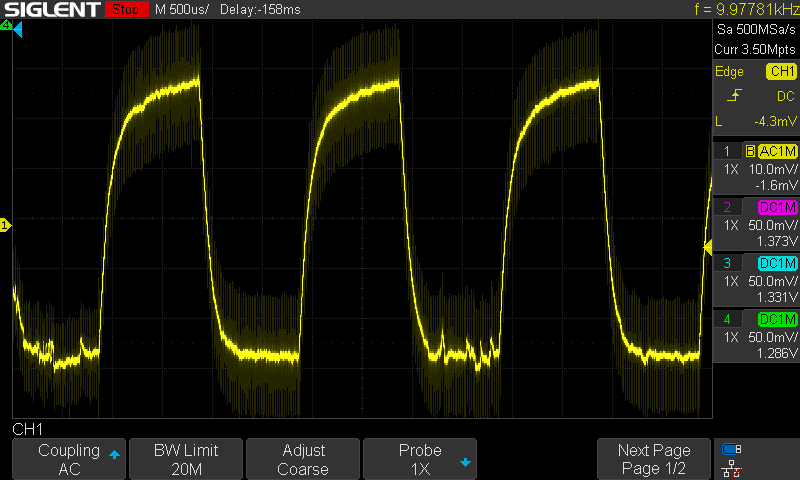 SIGLENT Stop M 500us/ Delay:-158ms f = 9.97781kHz
Sa 500MSa/s
Curr 3.50Mpts
Edge CH1
DC
L -4.3mV
1 B AC1M
1X 10.0mV/
-1.6mV
2 DC1M
1X 50.0mV/
1.373V
3 DC1M
1X 50.0mV/
1.331V
4 DC1M
1X 50.0mV/
1.286V
4
1
CH1
Coupling BW Limit Adjust Probe Next Page
AC 20M Coarse 1X Page 1/2